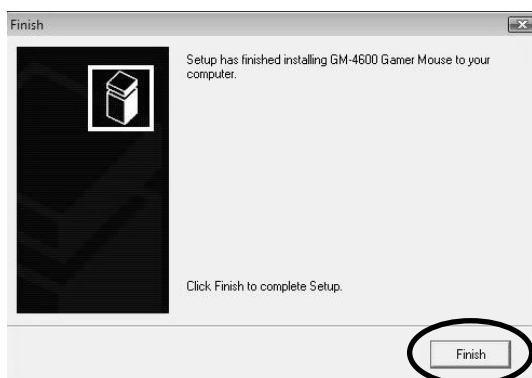 Finish
Setup has finished installing GM-4600 Gamer Mouse to your
computer.
Click Finish to complete Setup.
Finish